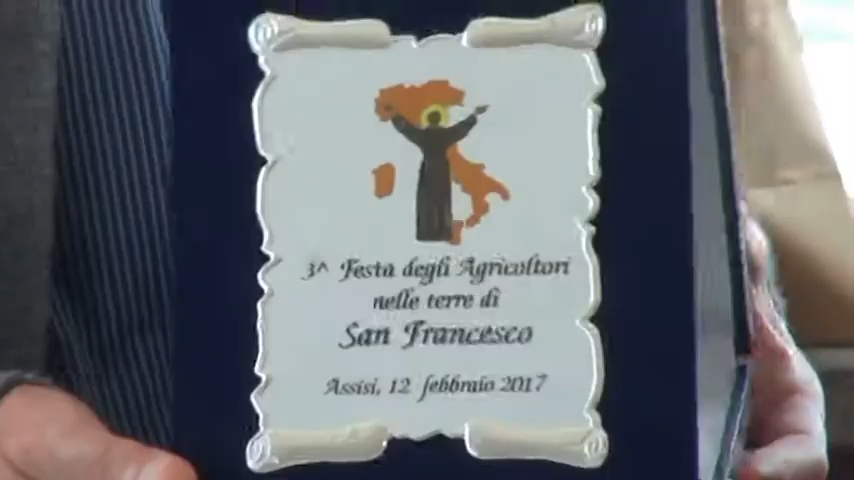 3^ Festa degli Agricoltori
nelle terre di
San Francesco
Assisi, 12 febbraio 2017